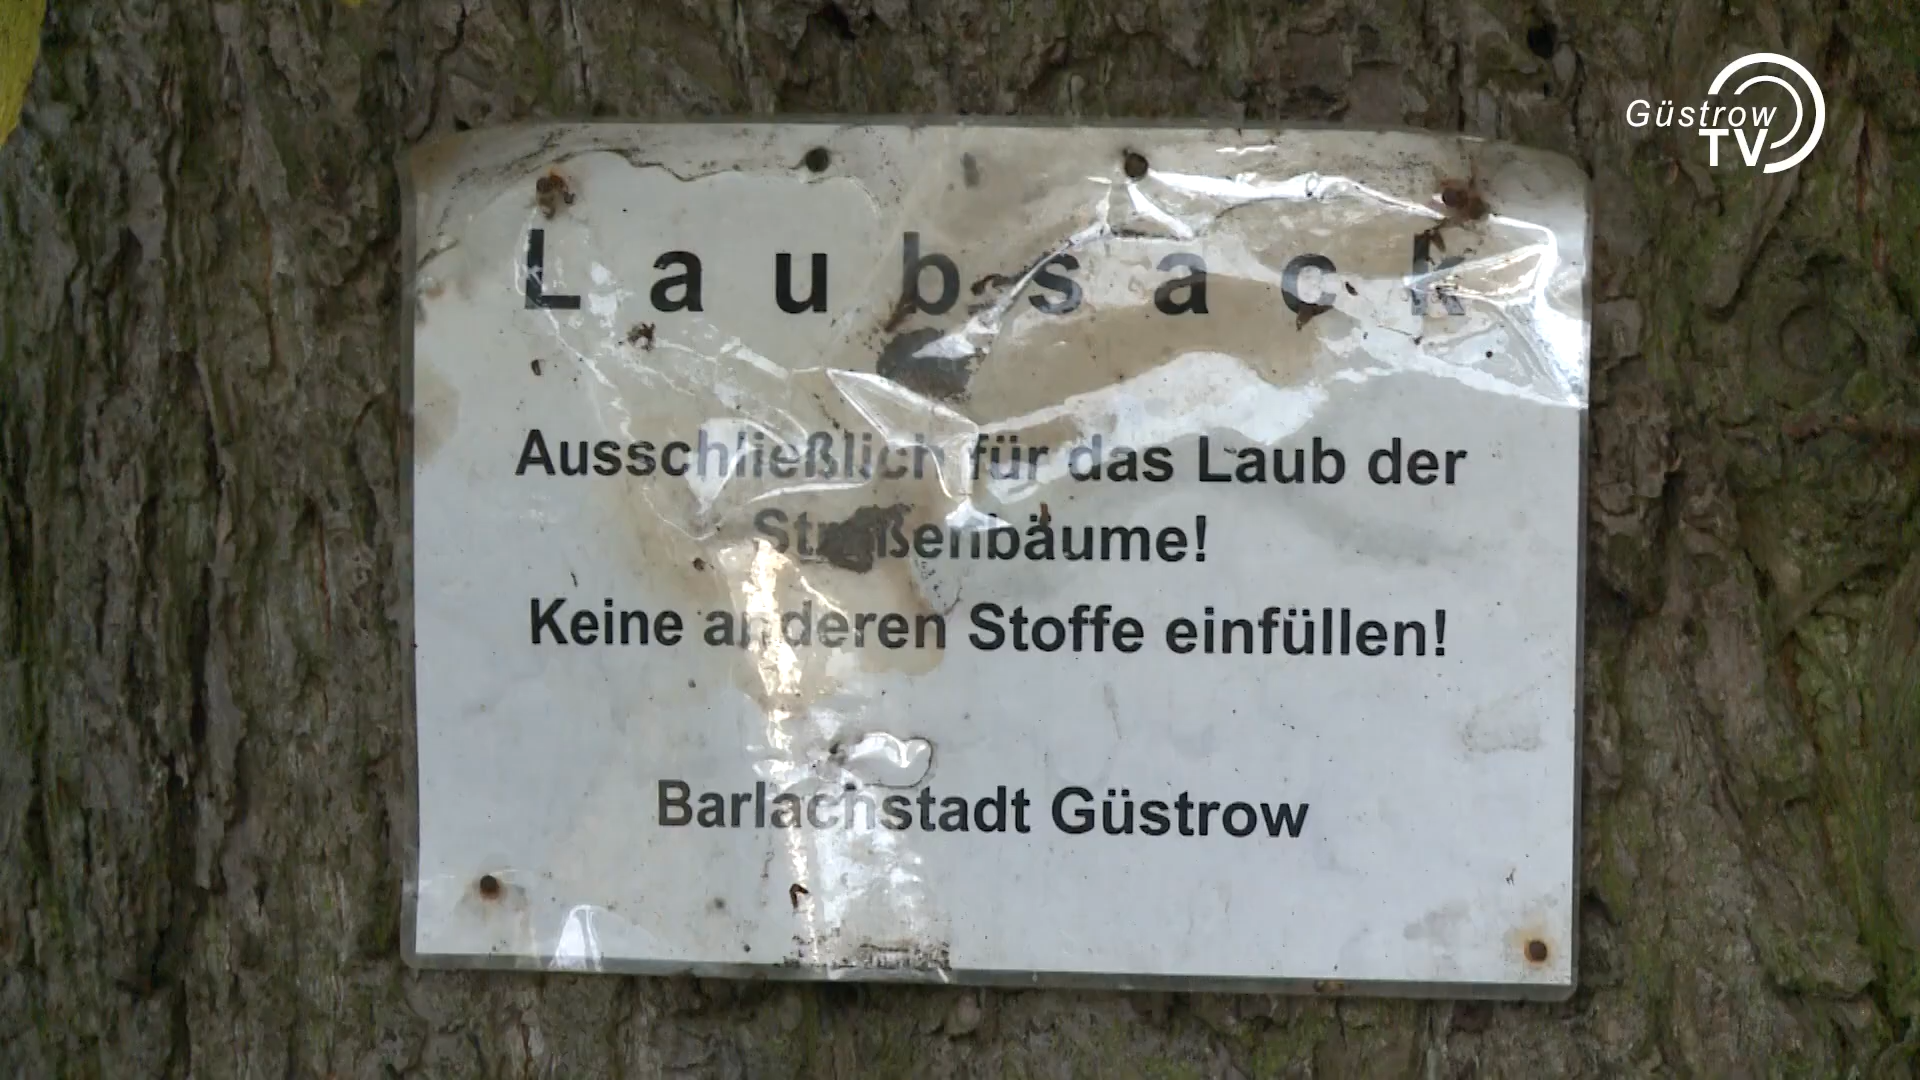 Güstrow
TV
Laubsack
Ausschließlich für das Laub der
Straßenbäume!
Keine anderen Stoffe einfüllen!
Barlachstadt Güstrow